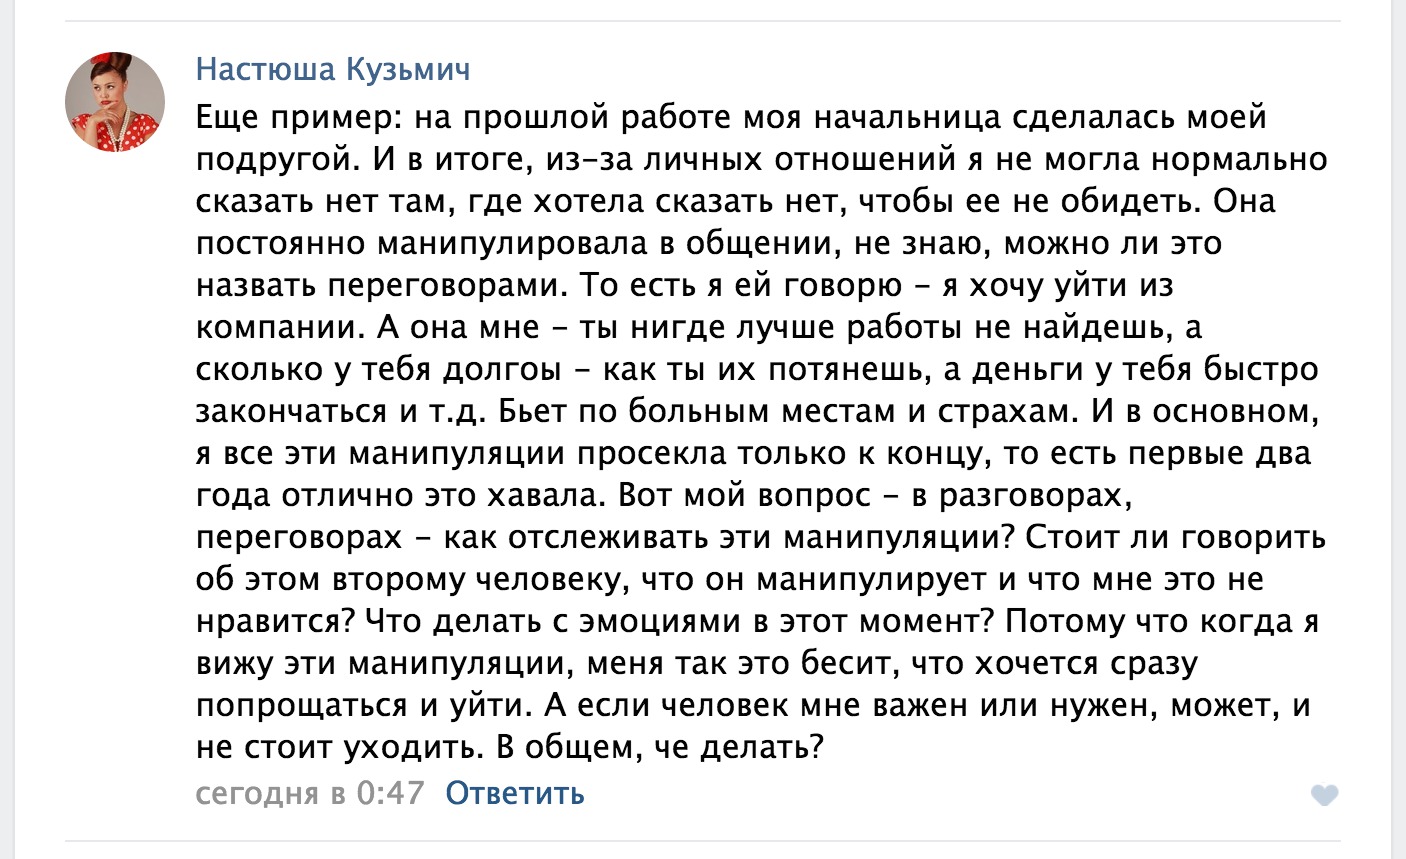 Настюша Кузьмич
Еще пример: на прошлой работе моя начальница сделалась моей
подругой. И в итоге, из-за личных отношений я не могла нормально
сказать нет там, где хотела сказать нет, чтобы ее не обидеть. Она
постоянно манипулировала в общении, не знаю, можно ли это
назвать переговорами. То есть я ей говорю – я хочу уйти из
компании. А она мне – ты нигде лучше работы не найдешь, а
сколько у тебя долгоы – как ты их потянешь, а деньги у тебя быстро
закончаться и т.д. Бьет по больным местам и страхам. И в основном,
я все эти манипуляции просекла только к концу, то есть первые два
года отлично это хавала. Вот мой вопрос – в разговорах,
переговорах – как отслеживать эти манипуляции? Стоит ли говорить
об этом второму человеку, что он манипулирует и что мне это не
нравится? Что делать с эмоциями в этот момент? Потому что когда я
вижу эти манипуляции, меня так это бесит, что хочется сразу
попрощаться и уйти. А если человек мне важен или нужен, может, и
не стоит уходить. В общем, че делать?
сегодня в 0:47 Ответить